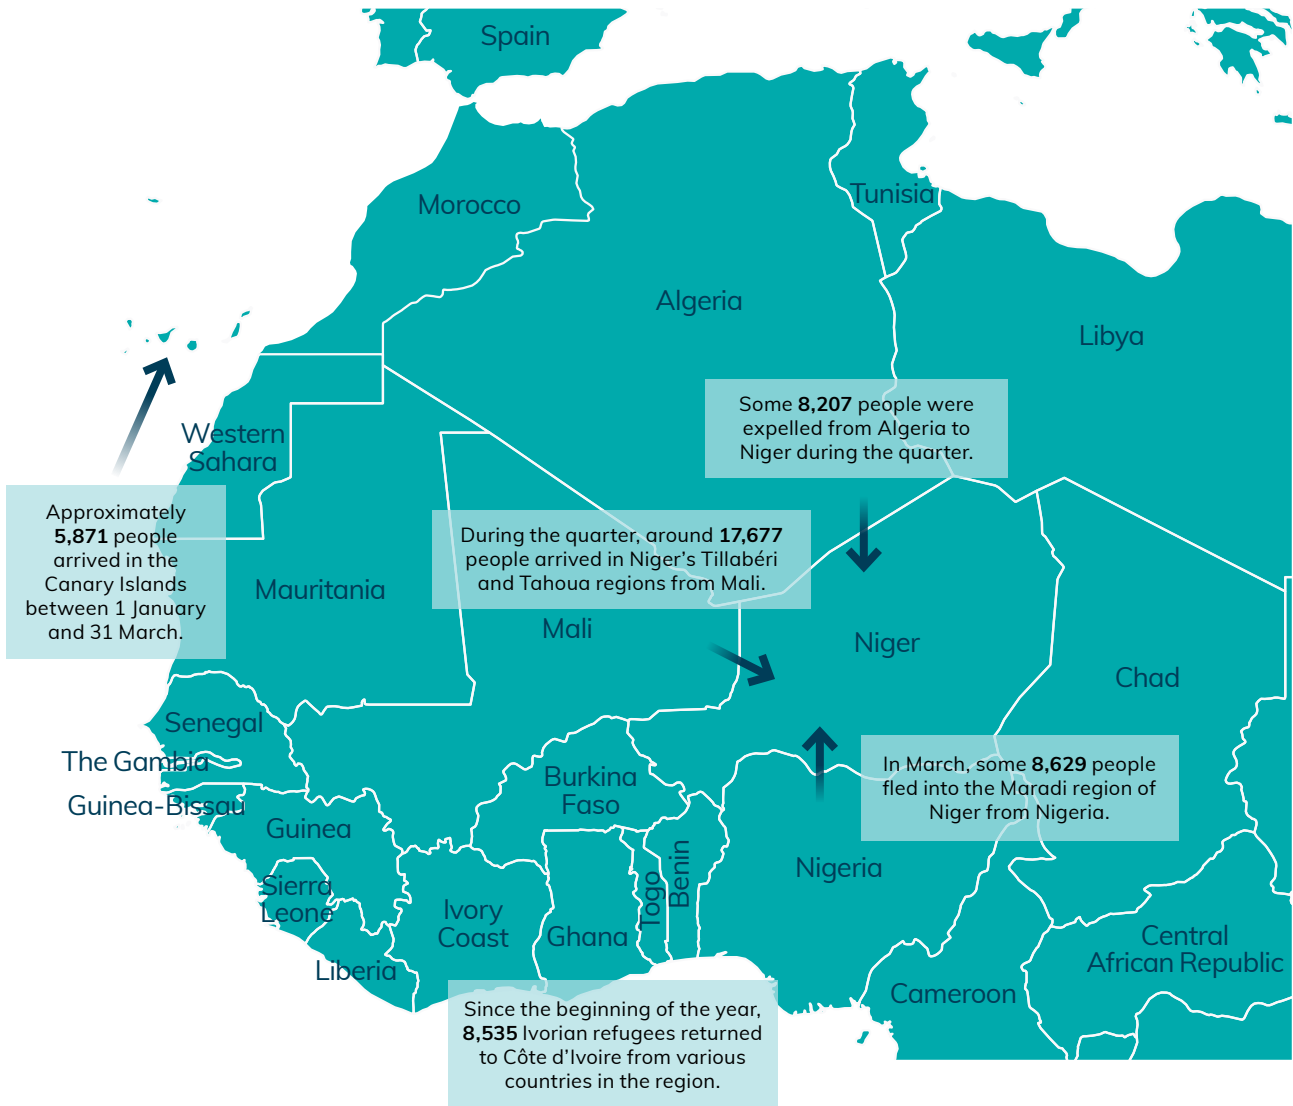 Spain
Morocco
Tunisia
Algeria
Libya
Some 8,207 people were
expelled from Algeria to
Niger during the quarter.
Western
Sahara
Approximately
5,871 people
arrived in the
Canary Islands
between 1 January
and 31 March.
During the quarter, around 17,677
people arrived in Niger’s Tillabéri
and Tahoua regions from Mali.
Mauritania
Mali
Niger
Chad
Senegal
The Gambia
Guinea-Bissau
Burkina
Faso
In March, some 8,629 people
fled into the Maradi region of
Niger from Nigeria.
Guinea
Nigeria
Sierra
Leone
Ivory
Coast
Ghana
Togo
Benin
Liberia
Central
African Republic
Cameroon
Since the beginning of the year,
8,535 Ivorian refugees returned
to Côte d’Ivoire from various
countries in the region.